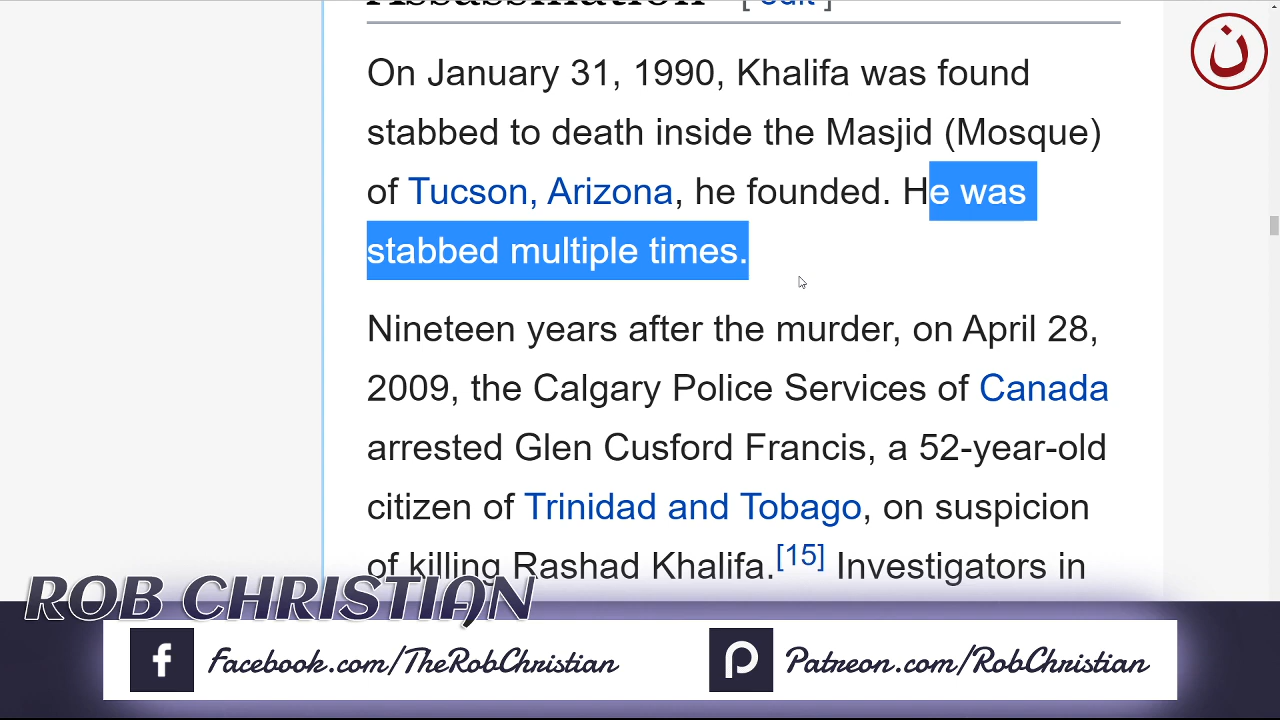 Assassination [ edit ]
On January 31, 1990, Khalifa was found
stabbed to death inside the Masjid (Mosque)
of Tucson, Arizona, he founded. He was
stabbed multiple times.
Nineteen years after the murder, on April 28,
2009, the Calgary Police Services of Canada
arrested Glen Cusford Francis, a 52-year-old
citizen of Trinidad and Tobago, on suspicion
of killing Rashad Khalifa.[15] Investigators in
ROB CHRISTIAN
Facebook.com/TheRobChristian
Patreon.com/RobChristian
ن